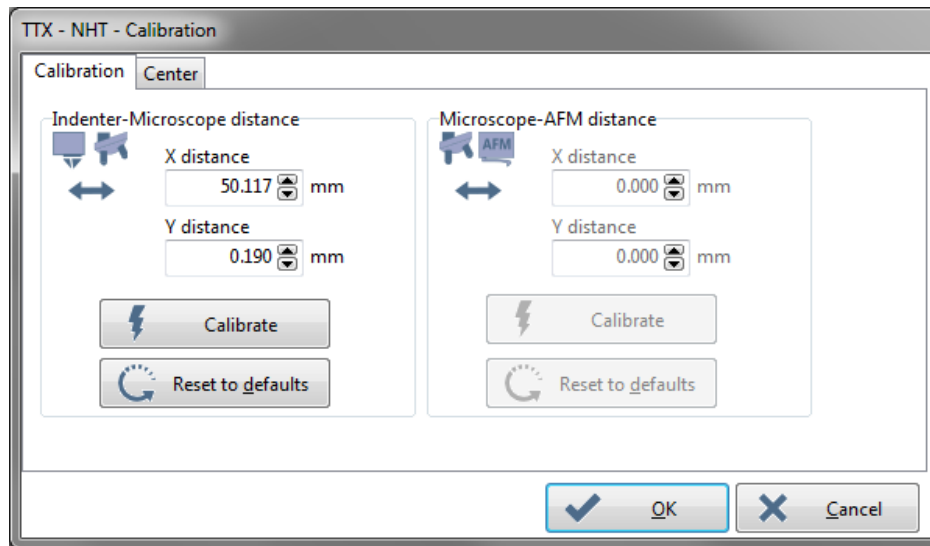 TTX - NHT - Calibration
Calibration
Center
Indenter-Microscope distance
X distance
50.117 mm
Y distance
0.190 mm
Calibrate
Reset to defaults
Microscope-AFM distance
AFM
X distance
0.000 mm
Y distance
0.000 mm
Calibrate
Reset to defaults
OK
Cancel